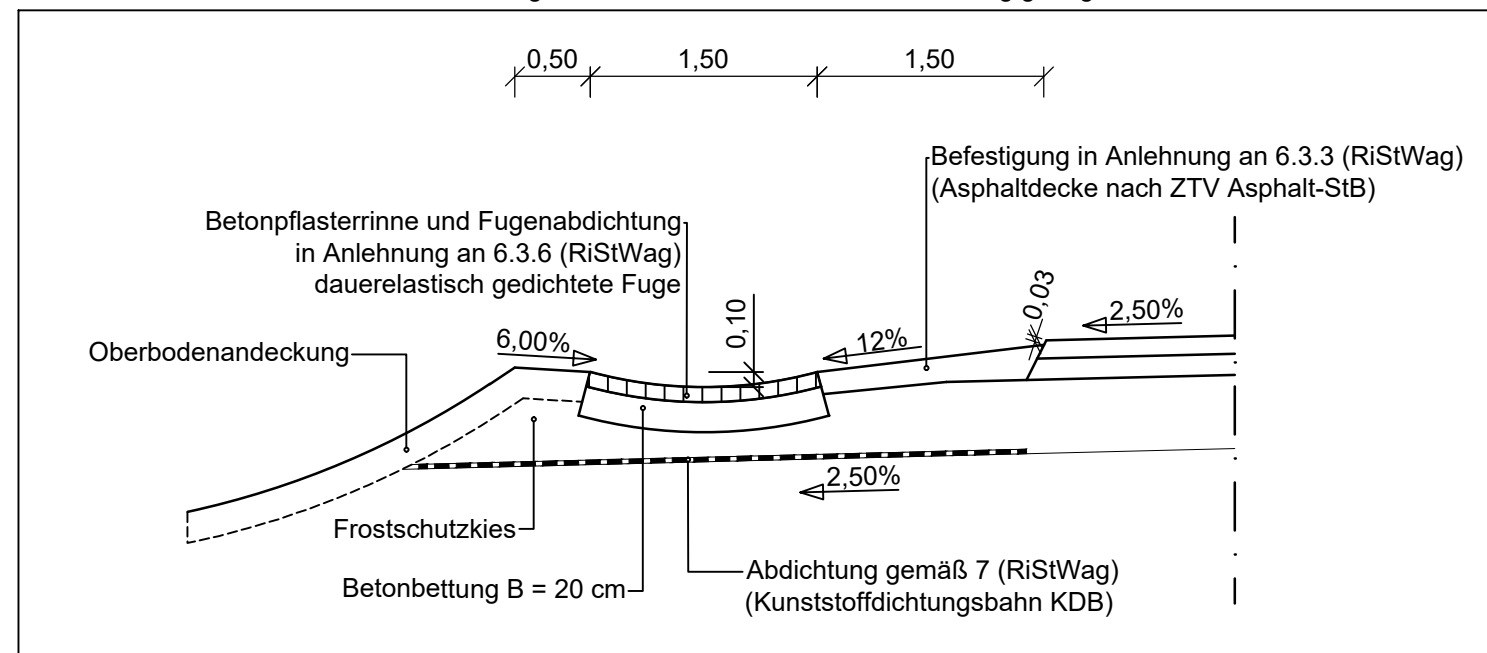 0,50 1,50 1,50
Befestigung in Anlehnung an 6.3.3 (RiStWag)
(Asphaltdecke nach ZTV Asphalt-StB)
Betonpflasterrinne und Fugenabdichtung
in Anlehnung an 6.3.6 (RiStWag)
dauerelastisch gedichtete Fuge
0,10
0,03
2,50%
6,00%
12%
Oberbodenandeckung
2,50%
Frostschutzkies
Betonbettung B = 20 cm
Abdichtung gemäß 7 (RiStWag)
(Kunststoffdichtungsbahn KDB)